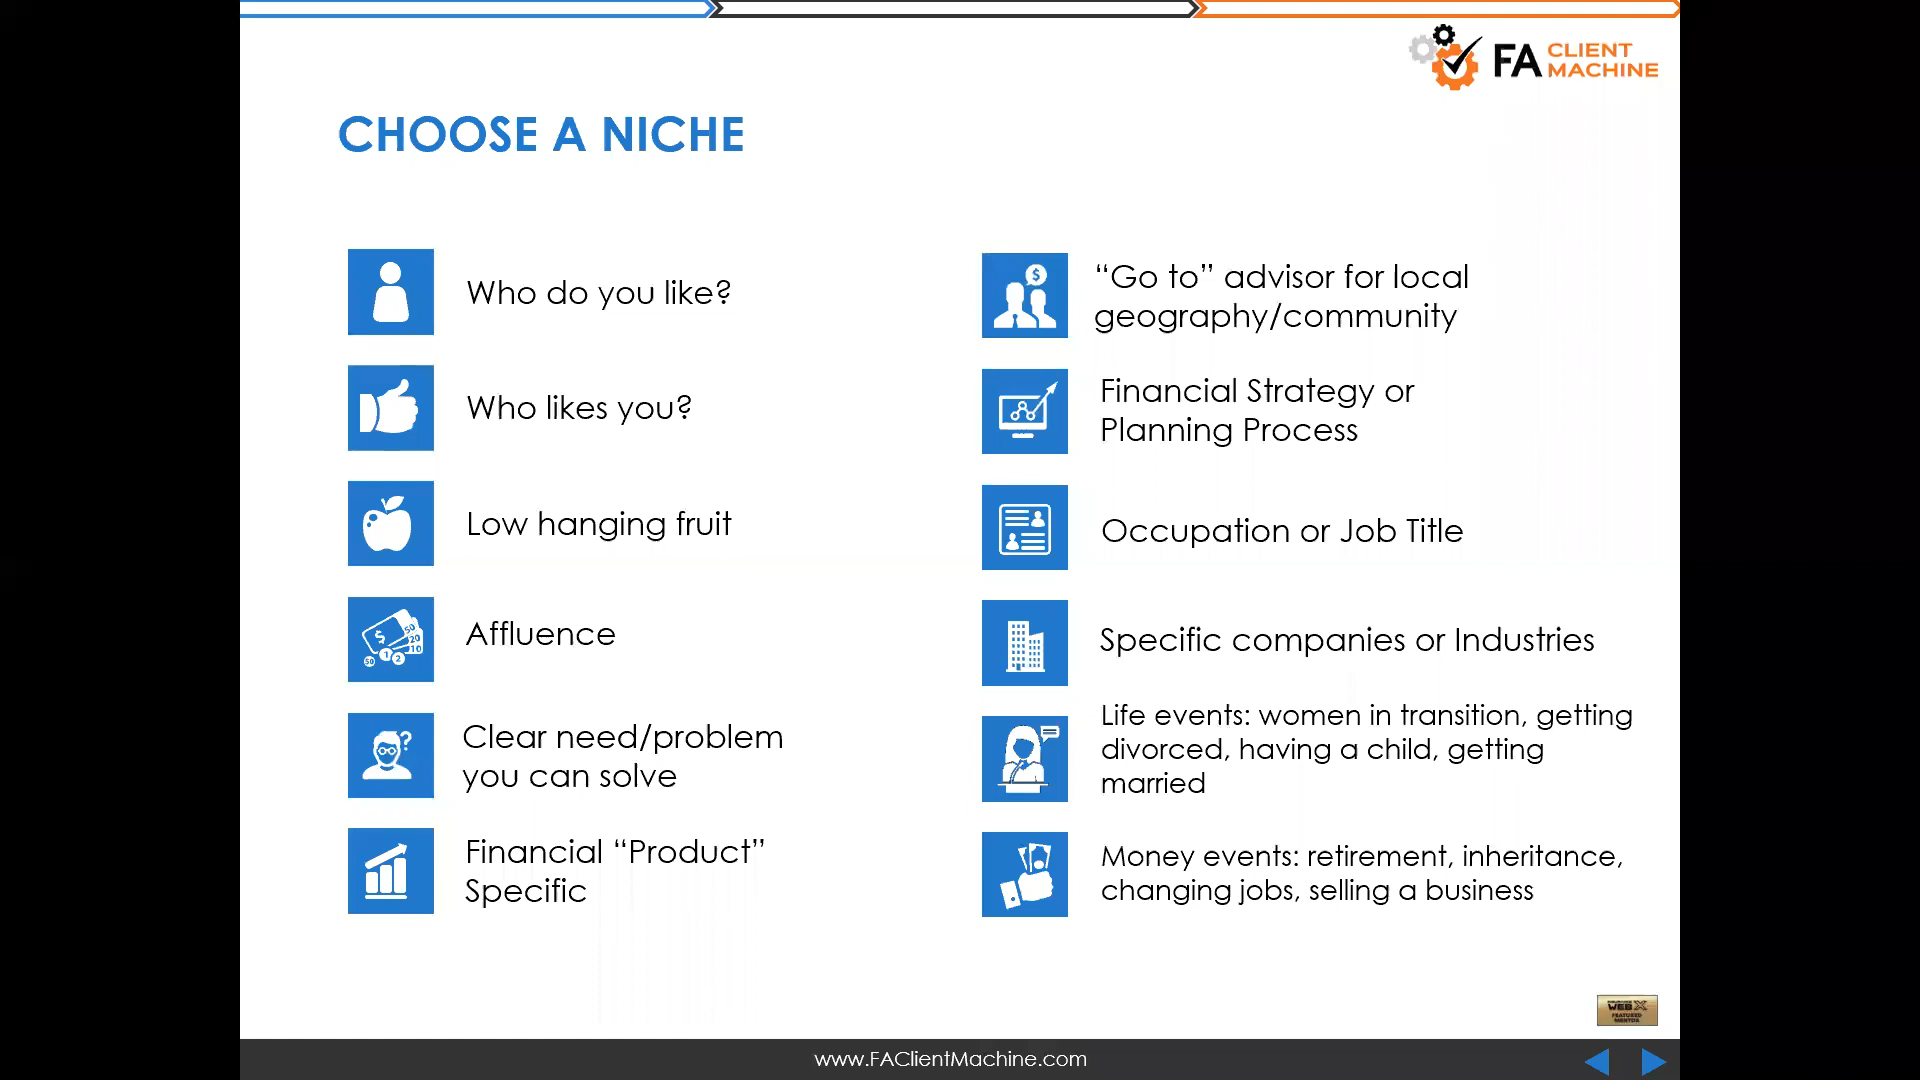 FA CLIENT
MACHINE
CHOOSE A NICHE
Who do you like?
Who likes you?
Low hanging fruit
Affluence
Clear need/problem
you can solve
Financial “Product”
Specific
“Go to” advisor for local
geography/community
Financial Strategy or
Planning Process
Occupation or Job Title
Specific companies or Industries
Life events: women in transition, getting
divorced, having a child, getting
married
Money events: retirement, inheritance,
changing jobs, selling a business
WEBX
FEATURED
MENTOR
www.FAClientMachine.com